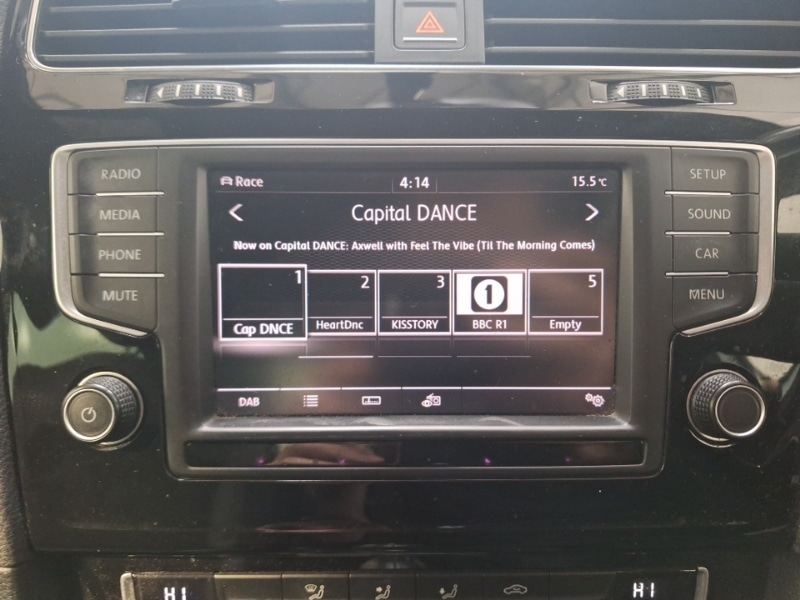 RADIO
MEDIA
PHONE
MUTE
Race 4:14 15.5°C
Capital DANCE
Now on Capital DANCE: Axwell with Feel The Vibe (Til The Morning Comes)
1 2 3 1 5
Cap DNCE HeartDnc KISSTORY BBC R1 Empty
DAB
SETUP
SOUND
CAR
MENU
HI HI